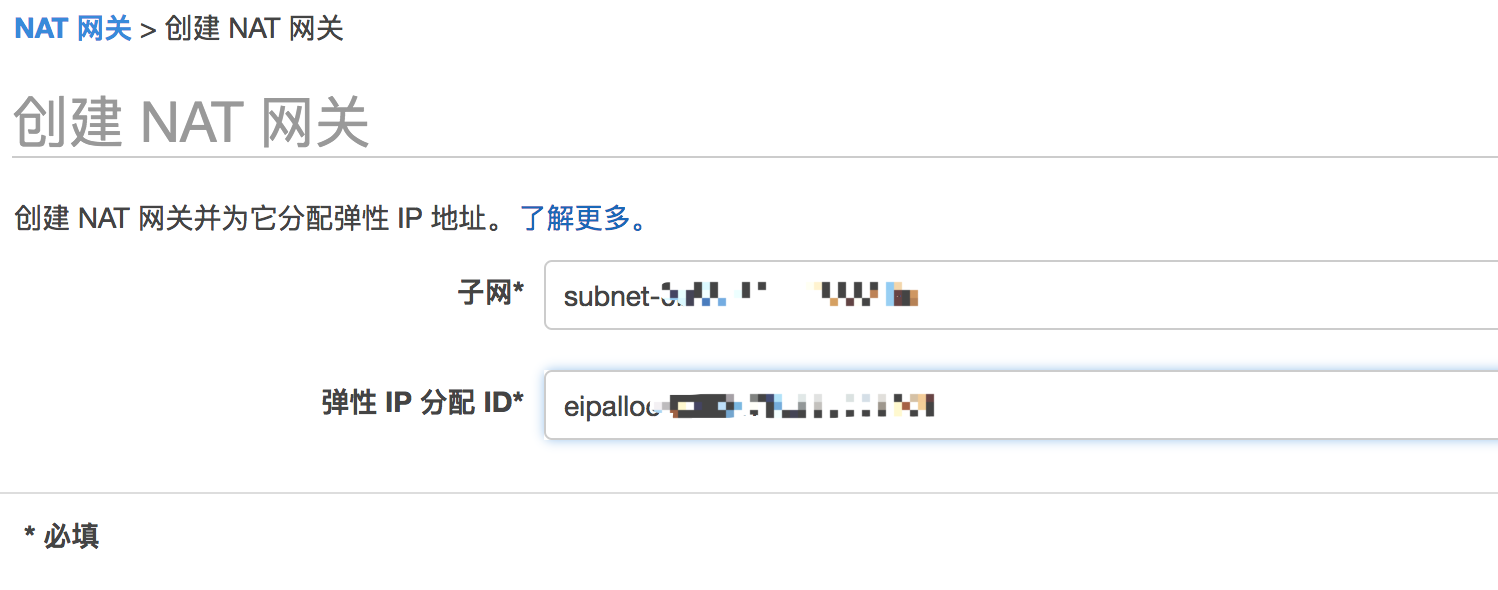 NAT 网关 > 创建 NAT 网关
创建 NAT 网关
创建 NAT 网关并为它分配弹性 IP 地址。 了解更多。
子网* subnet-
弹性 IP 分配 ID* eipalloc
* 必填